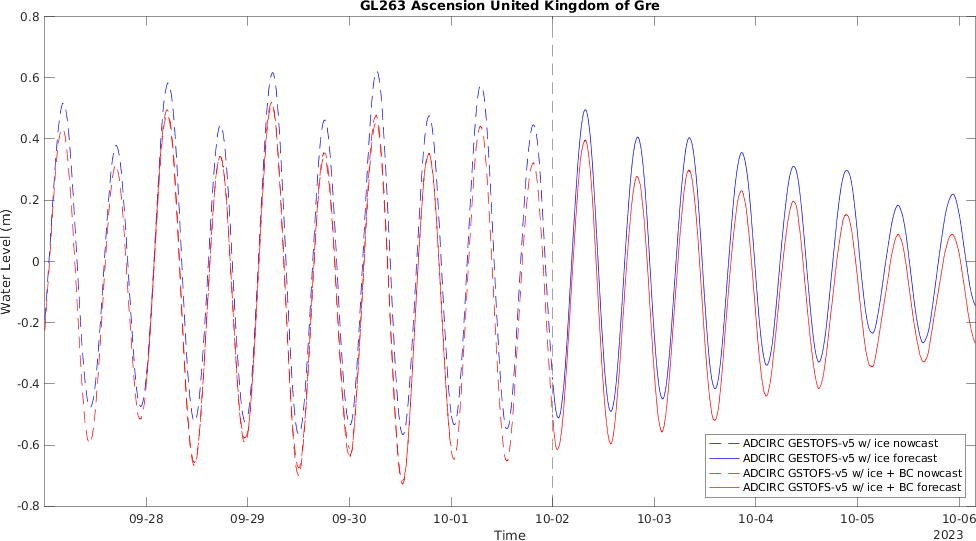 GL263 Ascension United Kingdom of Gre
Water Level (m)
0.8
0.6
0.4
0.2
0
-0.2
-0.4
-0.6
-0.8
ADCIRC GESTOFS-v5 w/ ice nowcast
ADCIRC GESTOFS-v5 w/ ice forecast
ADCIRC GSTOFS-v5 w/ ice + BC nowcast
ADCIRC GSTOFS-v5 w/ ice + BC forecast
09-28 09-29 09-30 10-01 10-02 10-03 10-04 10-05 10-06
Time 2023